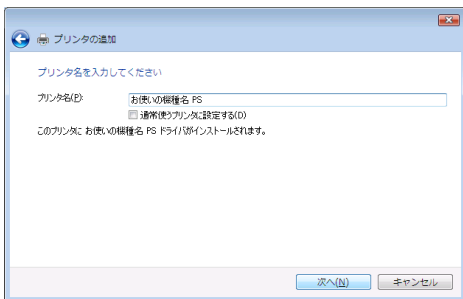 プリンタの追加
プリンタ名を入力してください
プリンタ名(P):
お使いの機種名 PS
通常使うプリンタに設定する(D)
このプリンタに お使いの機種名 PS ドライバがインストールされます。
次へ(N)
キャンセル